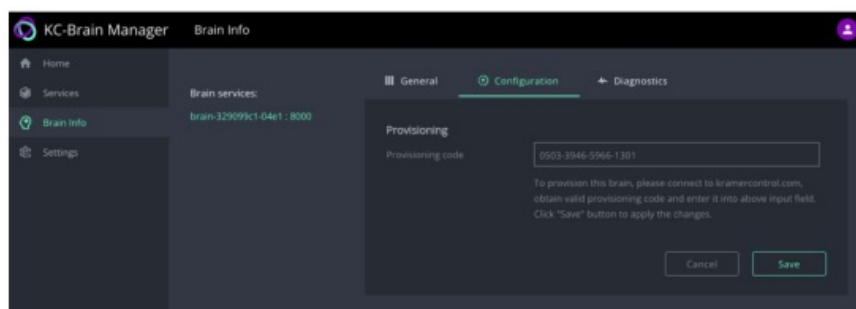 KC-Brain Manager
Brain Info
Home
Services
Brain Info
Settings
Brain services:
brain-329099c1-04e1 : 8000
General
Configuration
Diagnostics
Provisioning
Provisioning code
0503-3946-5966-1301
To provision this brain, please connect to kramercontrol.com,
obtain valid provisioning code and enter it into above input field.
Click "Save" button to apply the changes.
Cancel
Save